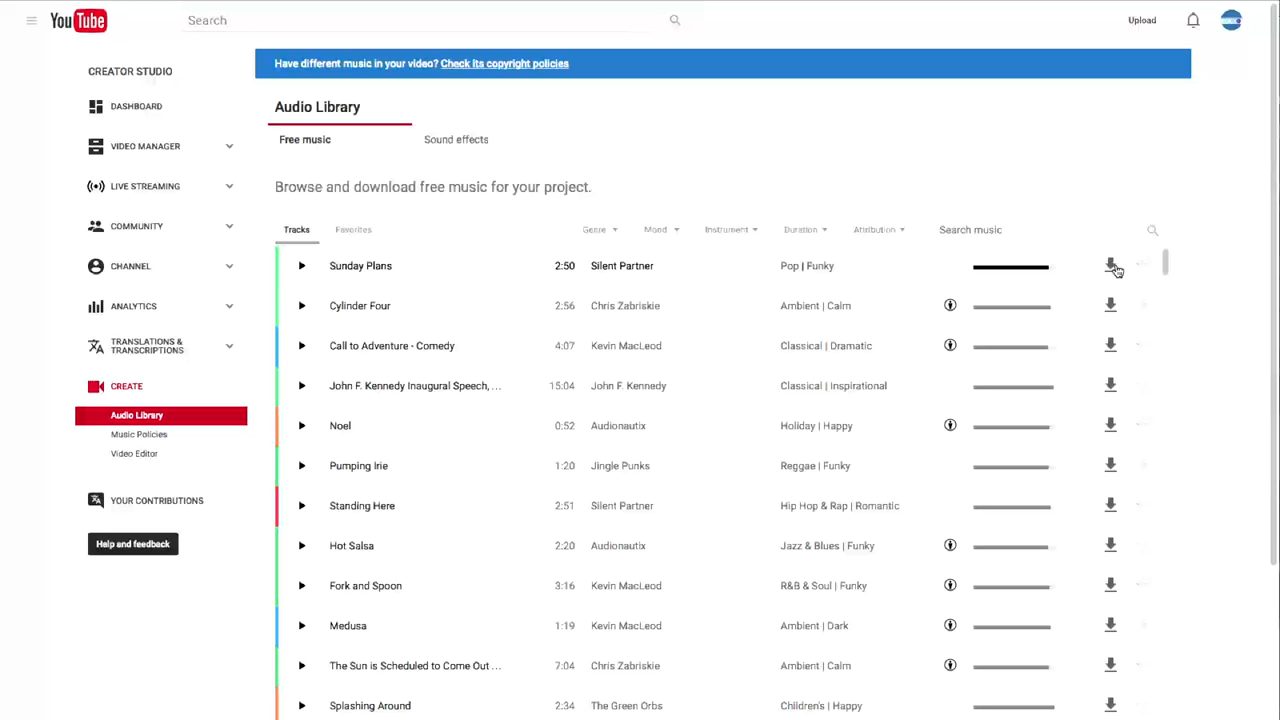 YouTube
Search
Upload
CREATOR STUDIO
DASHBOARD
VIDEO MANAGER
LIVE STREAMING
COMMUNITY
CHANNEL
ANALYTICS
TRANSLATIONS &
TRANSCRIPTIONS
CREATE
Audio Library
Music Policies
Video Editor
YOUR CONTRIBUTIONS
Help and feedback
Have different music in your video? Check its copyright policies
Audio Library
Free music Sound effects
Browse and download free music for your project.
Tracks Favorites Genre Mood Instrument Duration Attribution Search music
Sunday Plans 2:50 Silent Partner Pop | Funky
Cylinder Four 2:56 Chris Zabriskie Ambient | Calm
Call to Adventure - Comedy 4:07 Kevin MacLeod Classical | Dramatic
John F. Kennedy Inaugural Speech, ... 15:04 John F. Kennedy Classical | Inspirational
Noel 0:52 Audionautix Holiday | Happy
Pumping Irie 1:20 Jingle Punks Reggae | Funky
Standing Here 2:51 Silent Partner Hip Hop & Rap | Romantic
Hot Salsa 2:20 Audionautix Jazz & Blues | Funky
Fork and Spoon 3:16 Kevin MacLeod R&B & Soul | Funky
Medusa 1:19 Kevin MacLeod Ambient | Dark
The Sun is Scheduled to Come Out ... 7:04 Chris Zabriskie Ambient | Calm
Splashing Around 2:34 The Green Orbs Children's | Happy